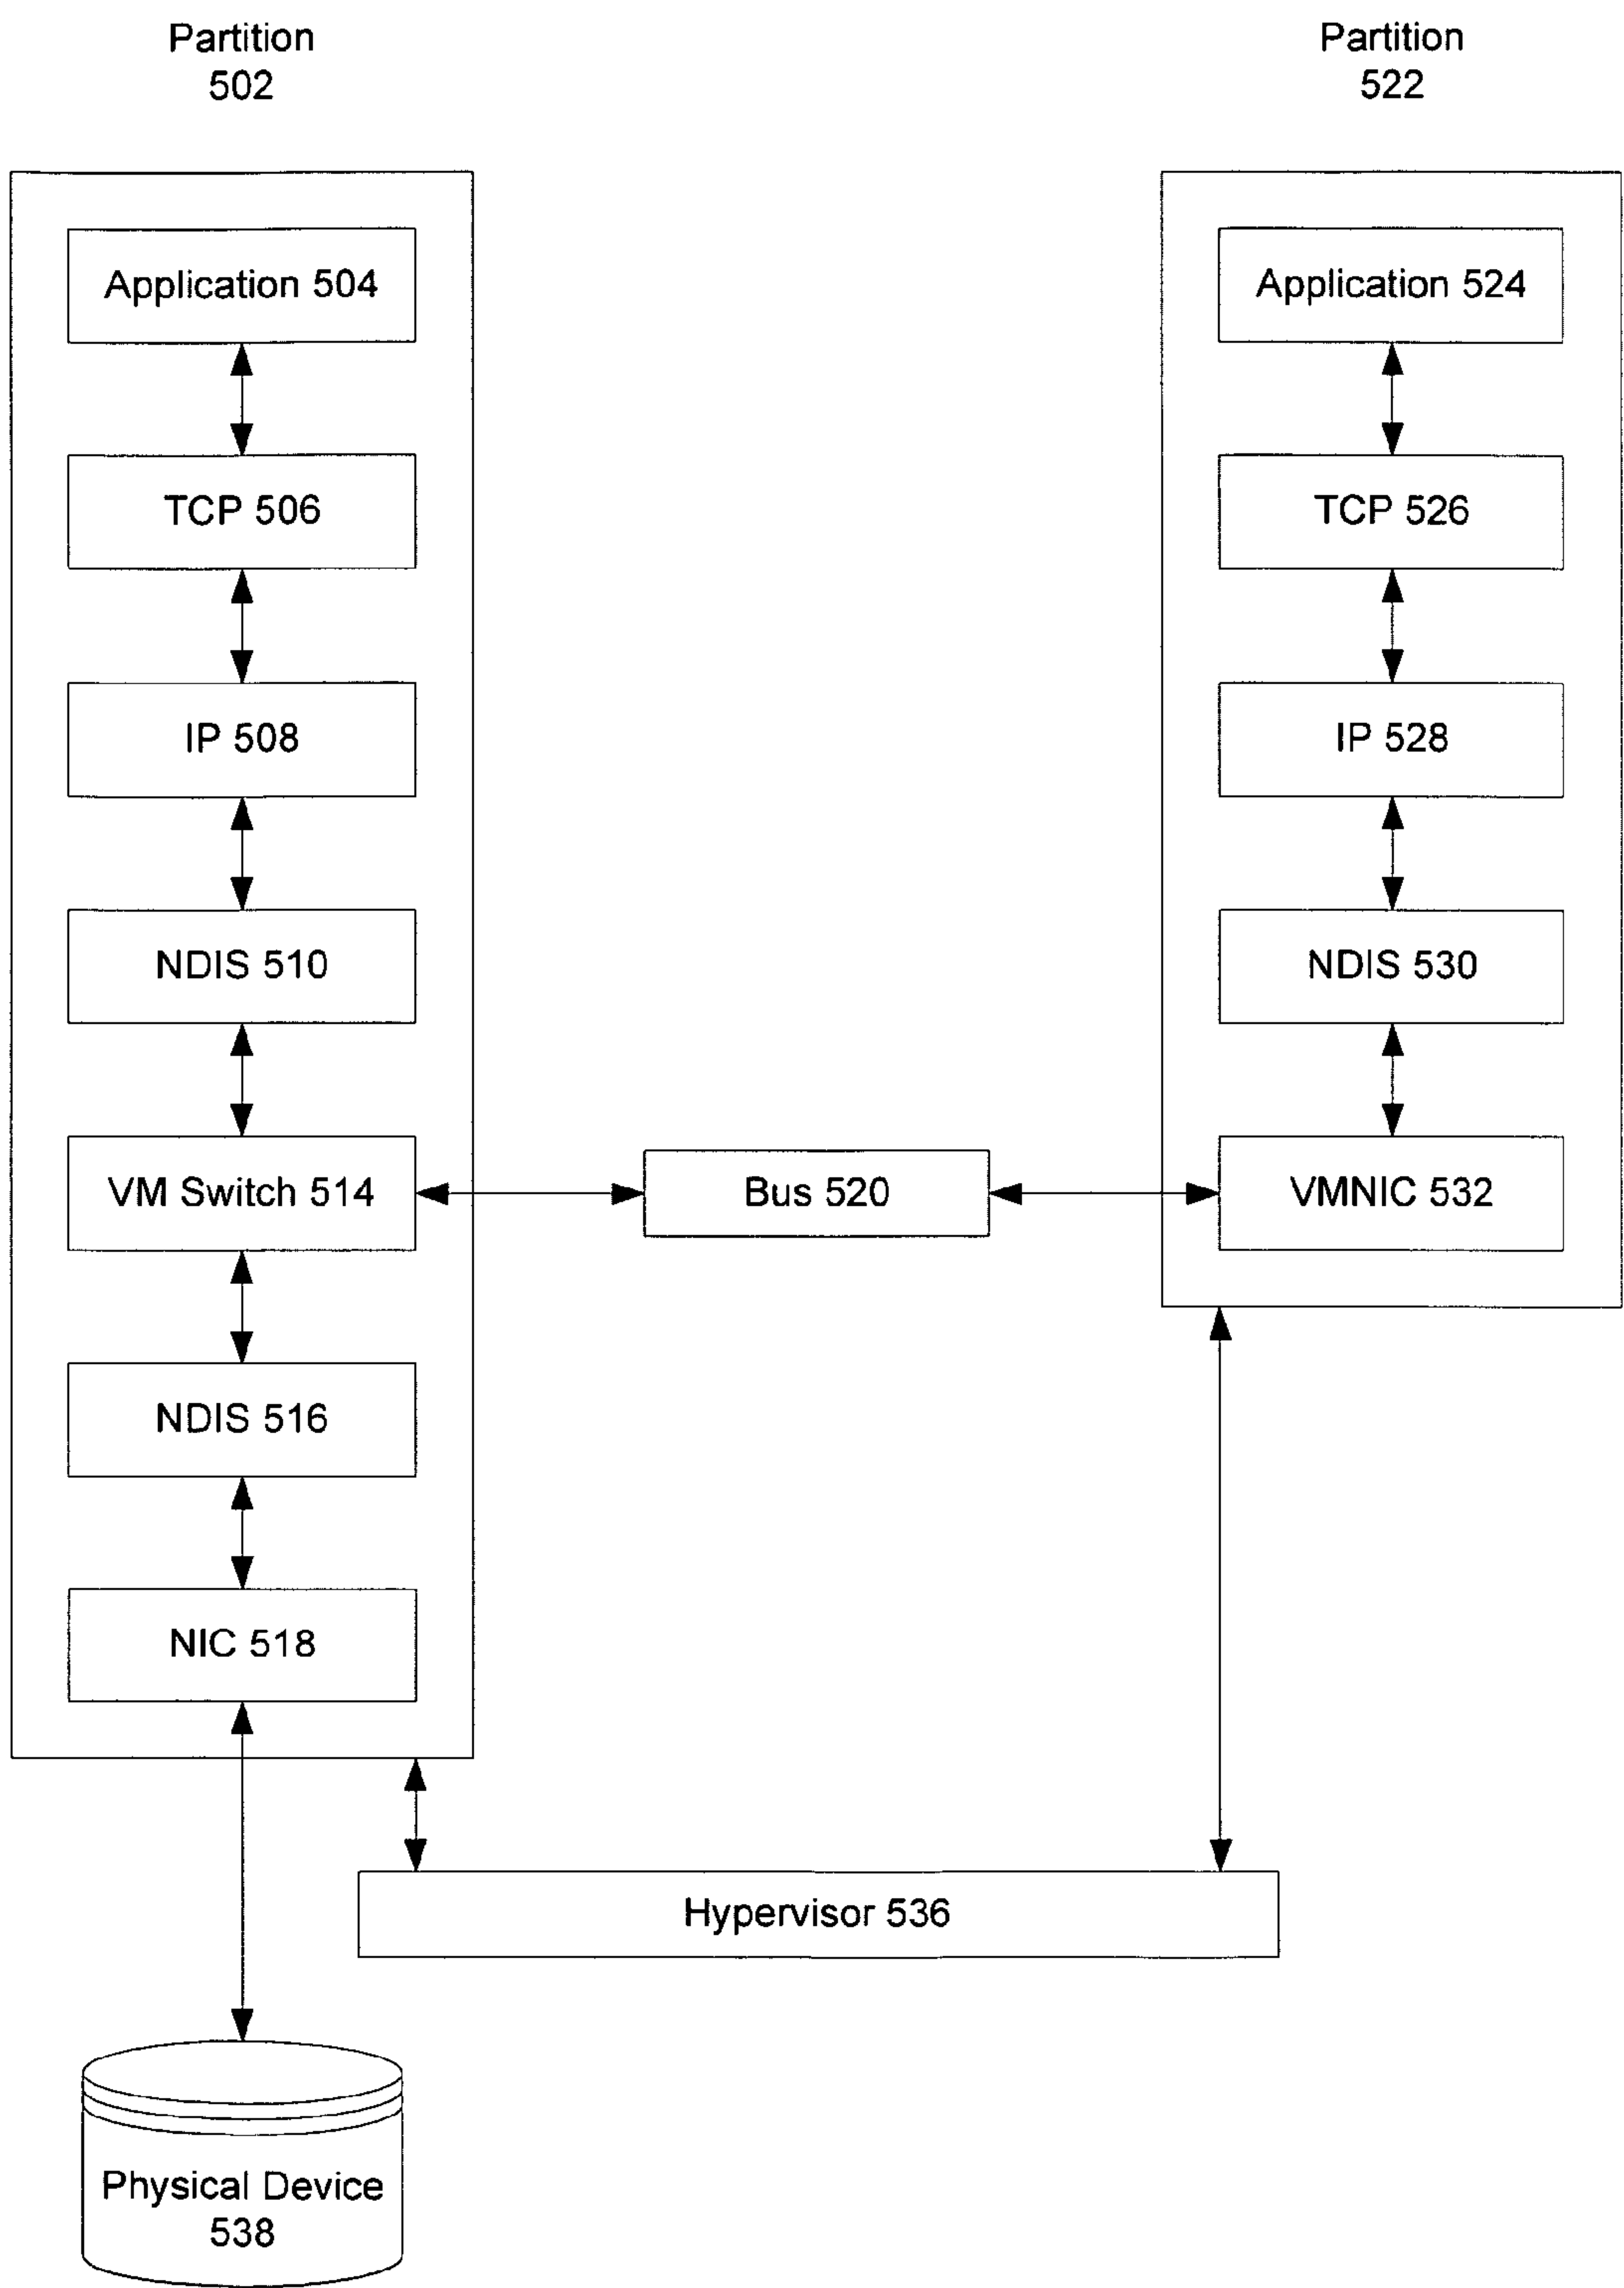 Partition
502
Partition
522
Application 504
Application 524
TCP 506
TCP 526
IP 508
IP 528
NDIS 510
NDIS 530
VM Switch 514
Bus 520
VMNIC 532
NDIS 516
NIC 518
Hypervisor 536
Physical Device
538